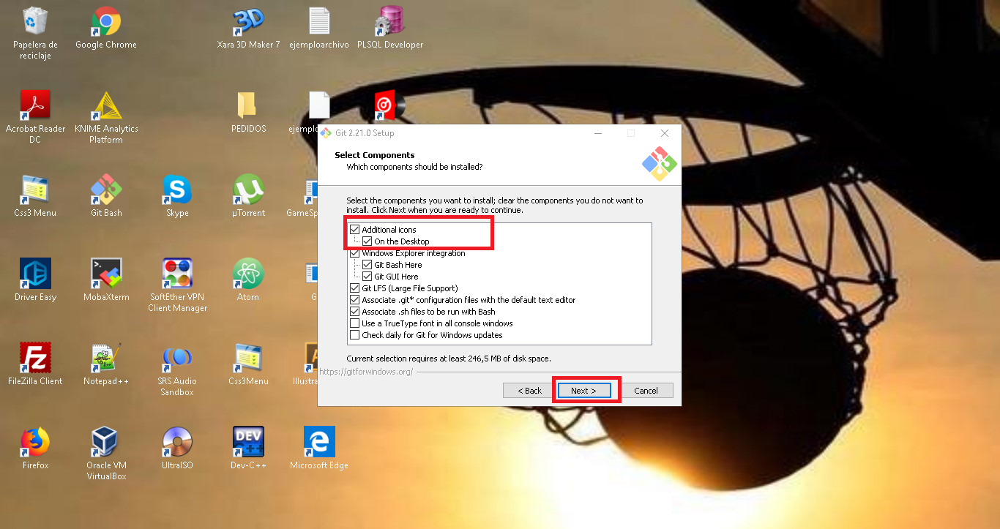 Papelera de
reciclaje
Google Chrome
Xara 3D Maker 7
ejemploarchivo
PLSQL Developer
Acrobat Reader
DC
KNIME Analytics
Platform
PEDIDOS
Git 2.21.0 Setup
Select Components
Which components should be installed?
Select the components you want to install; clear the components you do not want to
install. Click Next when you are ready to continue.
Additional icons
On the Desktop
Windows Explorer integration
Git Bash Here
Git GUI Here
Git LFS (Large File Support)
Associate .git* configuration files with the default text editor
Associate .sh files to be run with Bash
Use a TrueType font in all console windows
Check daily for Git for Windows updates
Current selection requires at least 246,5 MB of disk space.
https://gitforwindows.org/
< Back
Next >
Cancel
Css3 Menu
Git Bash
Skype
µTorrent
Driver Easy
MobaXterm
SoftEther VPN
Client Manager
Atom
FileZilla Client
Notepad++
SRS Audio
Sandbox
Css3Menu
Firefox
Oracle VM
VirtualBox
UltraISO
DEV
Dev-C++
Microsoft Edge